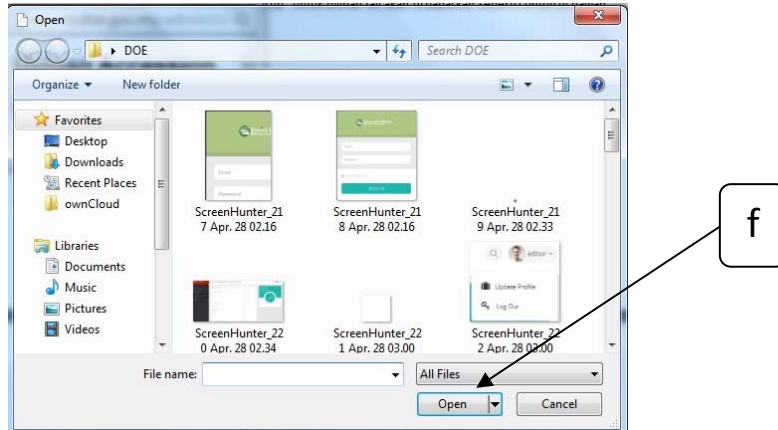 Open
DOE
Search DOE
Organize
New folder
Favorites
Desktop
Downloads
Recent Places
ownCloud
Libraries
Documents
Music
Pictures
Videos
ScreenHunter_21
7 Apr. 28 02.16
ScreenHunter_21
8 Apr. 28 02.16
ScreenHunter_21
9 Apr. 28 02.33
editor
Update Profile
Log Out
ScreenHunter_22
0 Apr. 28 02.34
ScreenHunter_22
1 Apr. 28 03.00
ScreenHunter_22
2 Apr. 28 03.00
File name:
All Files
Open
Cancel
f